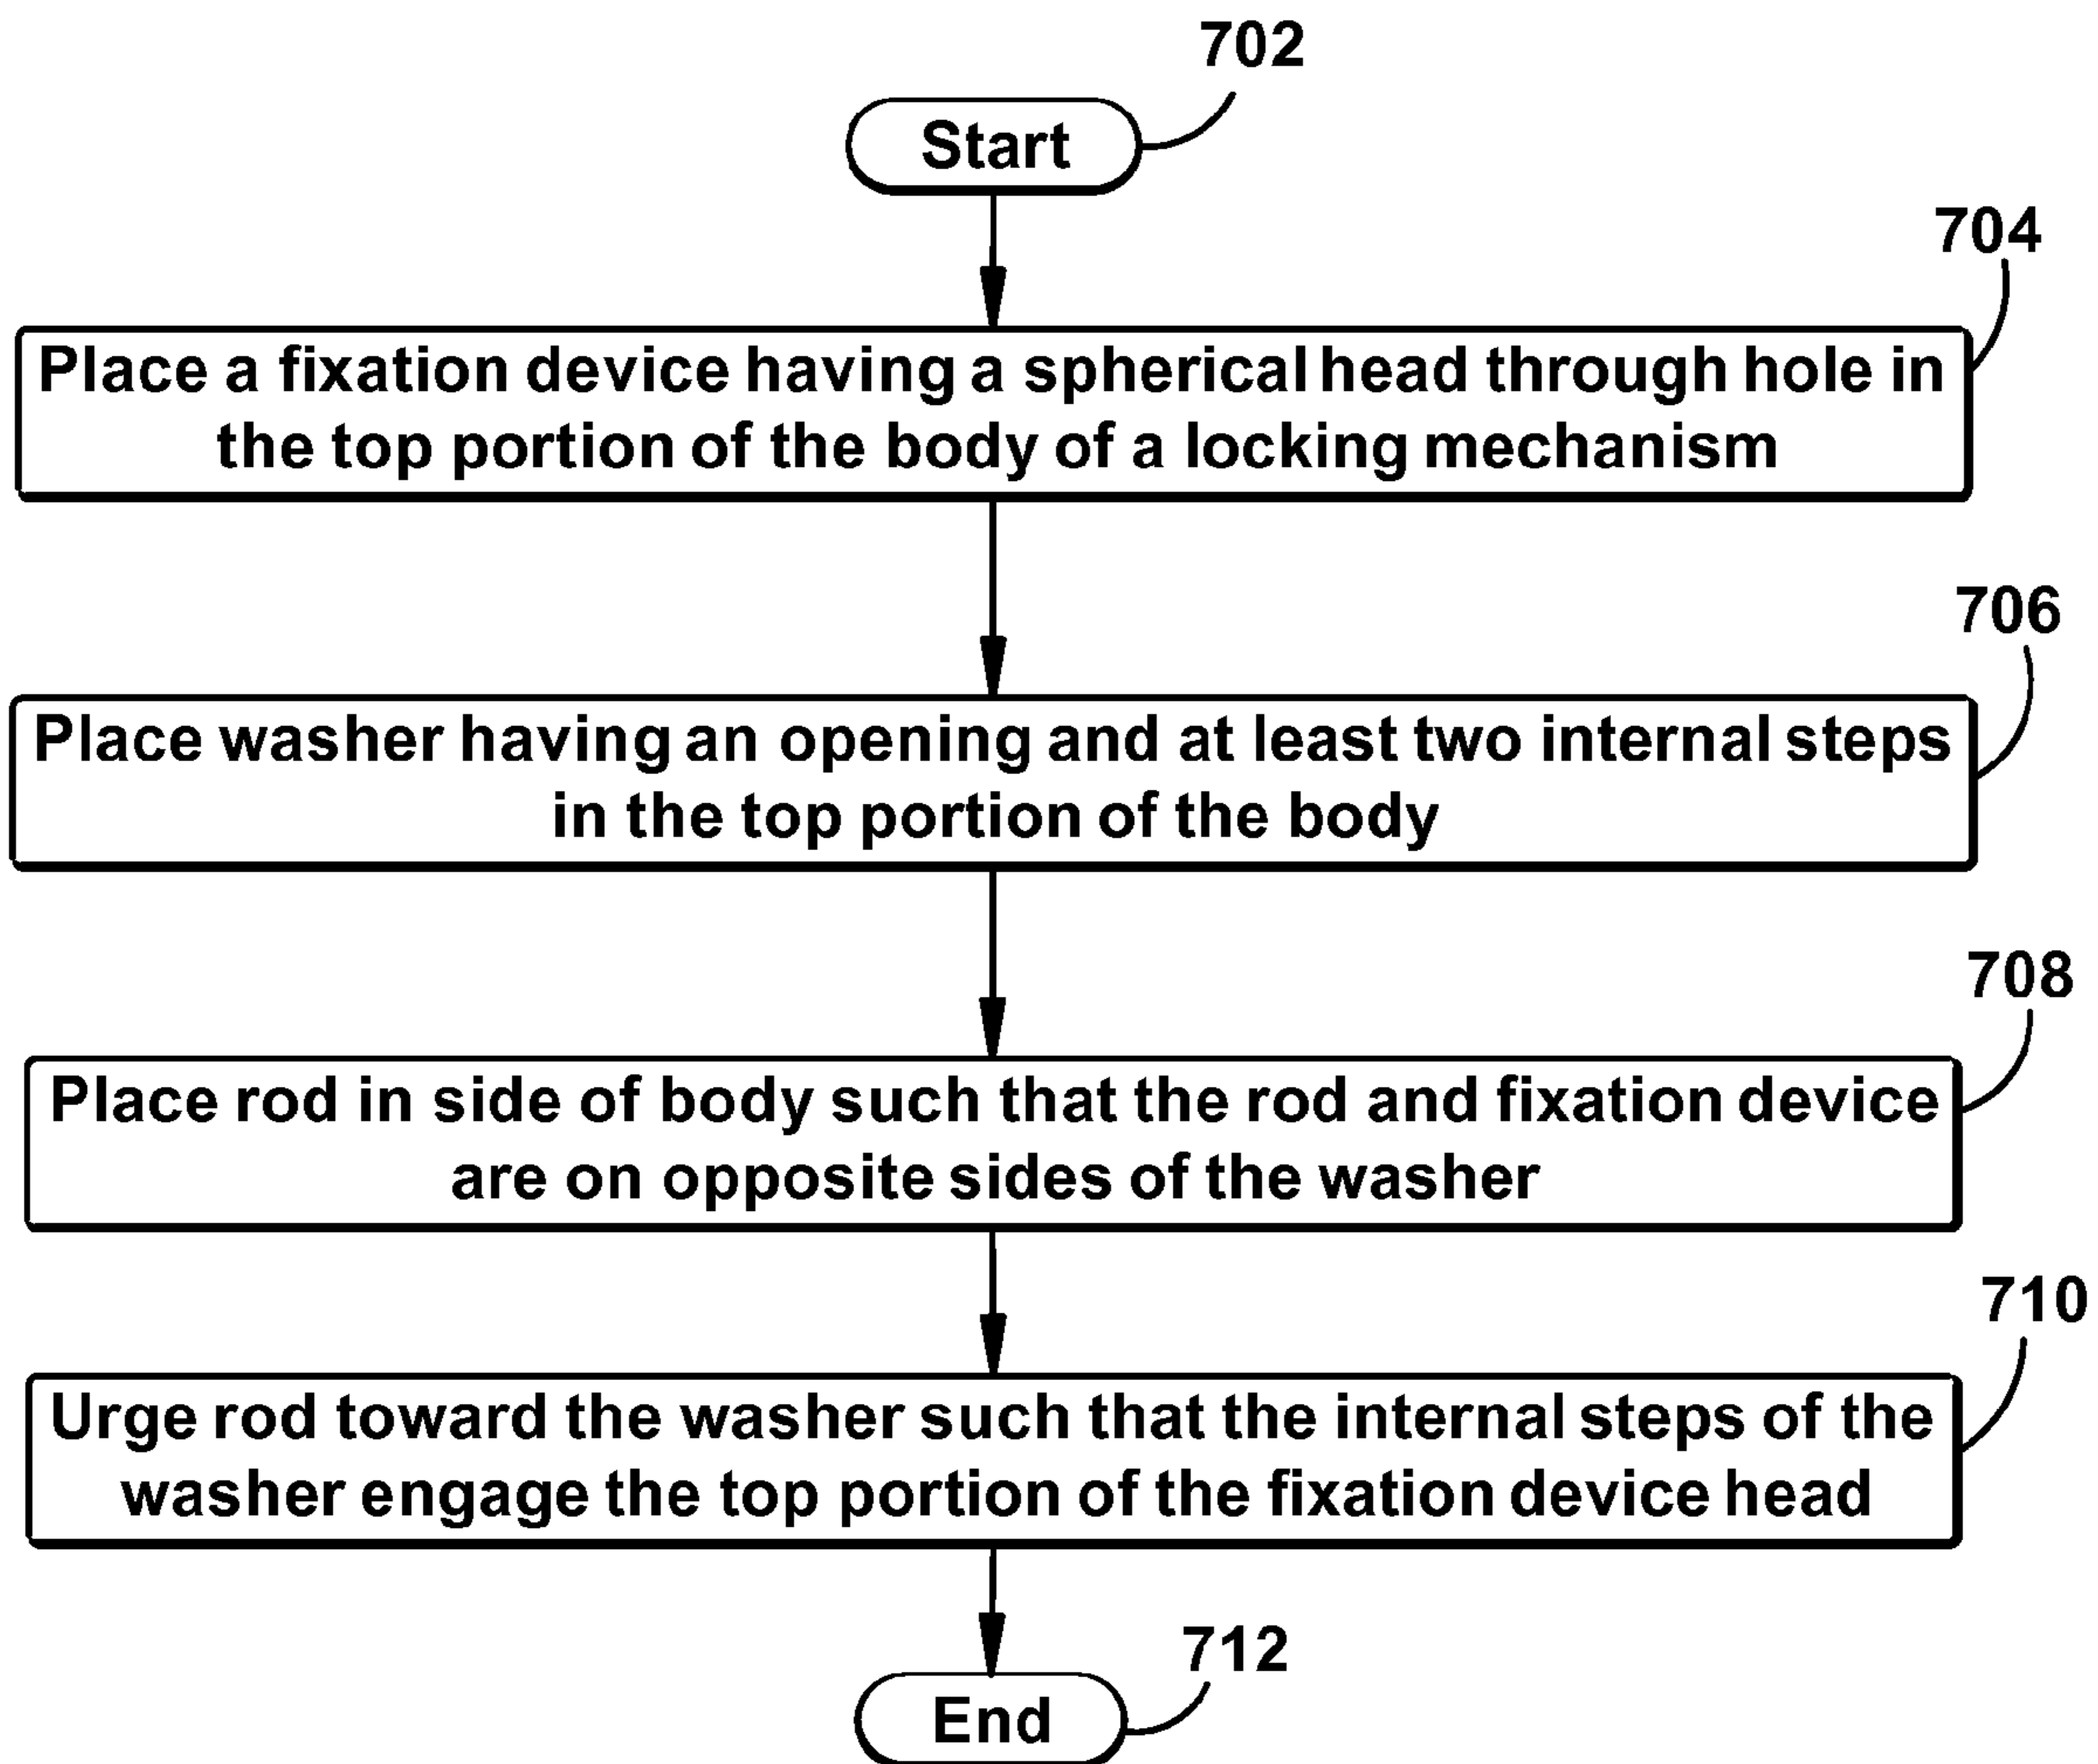 702
Start
704
Place a fixation device having a spherical head through hole in
the top portion of the body of a locking mechanism
706
Place washer having an opening and at least two internal steps
in the top portion of the body
708
Place rod in side of body such that the rod and fixation device
are on opposite sides of the washer
710
Urge rod toward the washer such that the internal steps of the
washer engage the top portion of the fixation device head
712
End